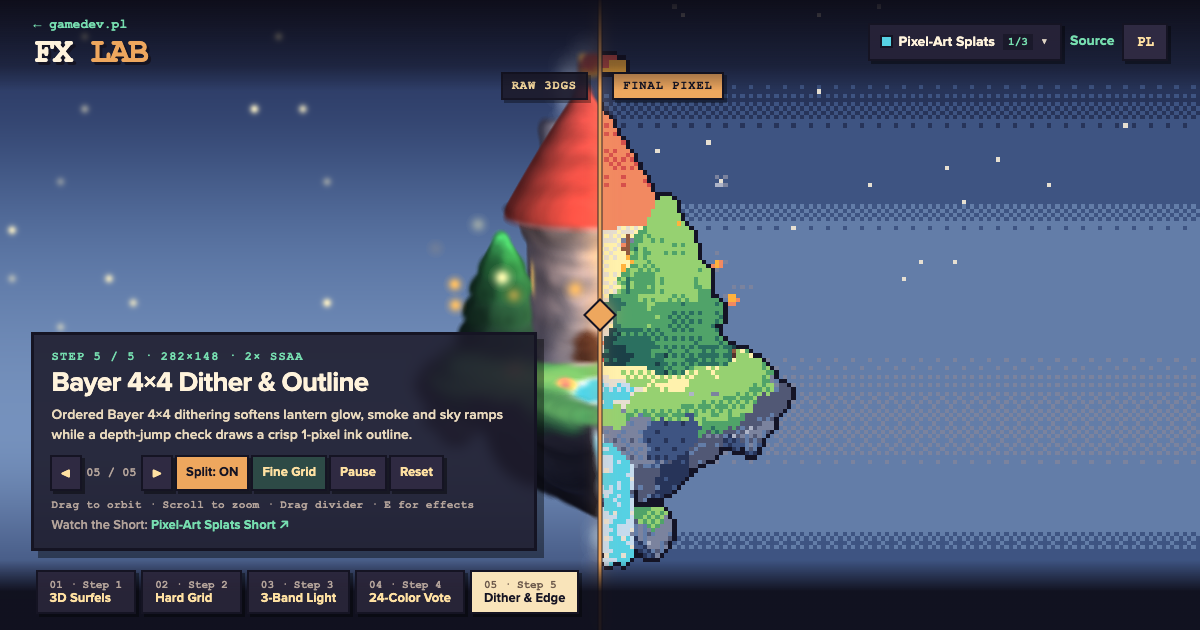 ← gamedev.pl
FX LAB
Pixel-Art Splats 1/3 ▼
Source
PL
RAW 3DGS
FINAL PIXEL
STEP 5 / 5 · 282×148 · 2× SSAA
Bayer 4×4 Dither & Outline
Ordered Bayer 4×4 dithering softens lantern glow, smoke and sky ramps
while a depth-jump check draws a crisp 1-pixel ink outline.
◀ 05 / 05 ▶ Split: ON Fine Grid Pause Reset
Drag to orbit · Scroll to zoom · Drag divider · E for effects
Watch the Short: Pixel-Art Splats Short ↗
01 · Step 1
3D Surfels
02 · Step 2
Hard Grid
03 · Step 3
3-Band Light
04 · Step 4
24-Color Vote
05 · Step 5
Dither & Edge